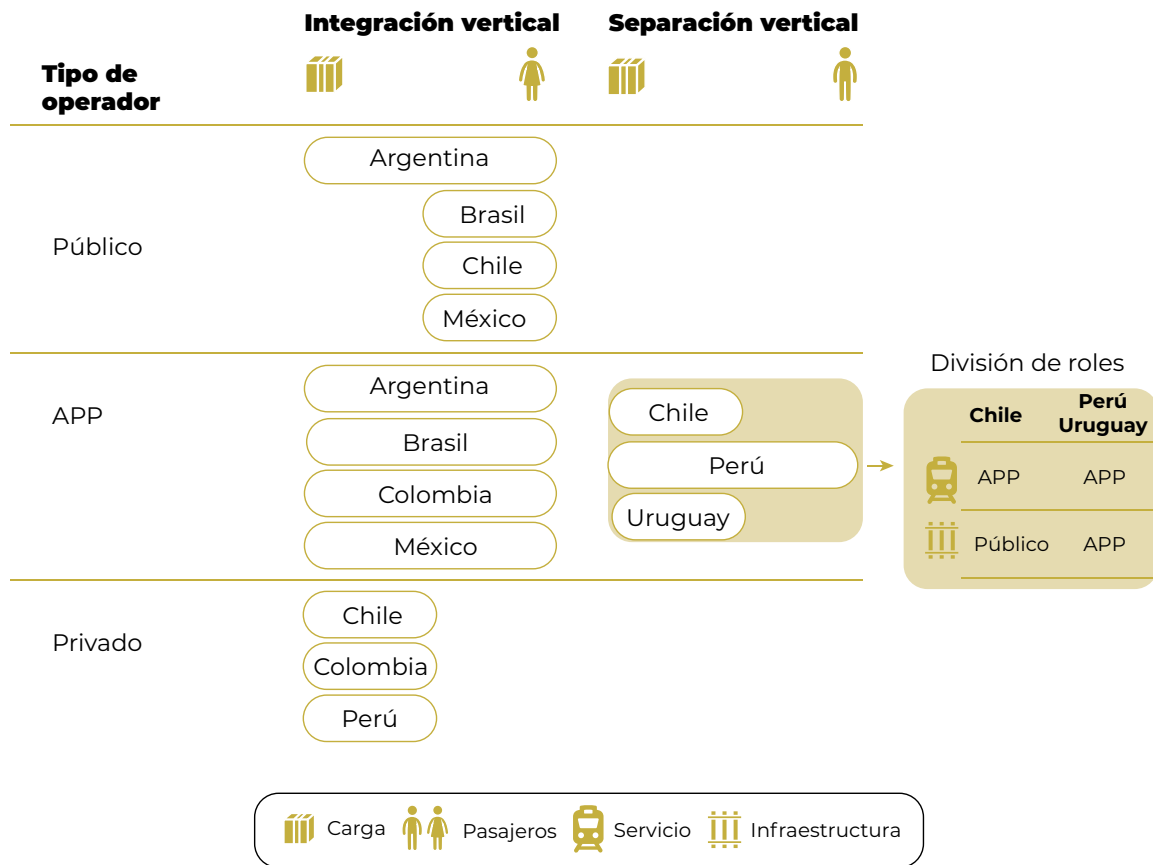 Integración vertical
Separación vertical
Tipo de
operador
Público
Argentina
Brasil
Chile
México
APP
Argentina
Brasil
Colombia
México
Chile
Perú
Uruguay
División de roles
Chile
Perú
Uruguay
APP
APP
Público
APP
Privado
Chile
Colombia
Perú
Carga
Pasajeros
Servicio
Infraestructura